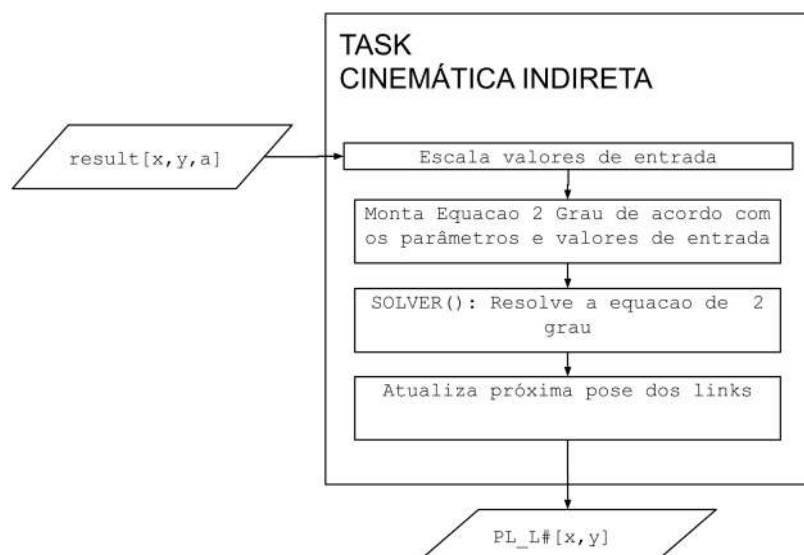 TASK
CINEMÁTICA INDIRETA
result[x,y,a]
Escala valores de entrada
Monta Equacao 2 Grau de acordo com
os parâmetros e valores de entrada
SOLVER(): Resolve a equacao de 2
grau
Atualiza próxima pose dos links
PL_L#[x,y]